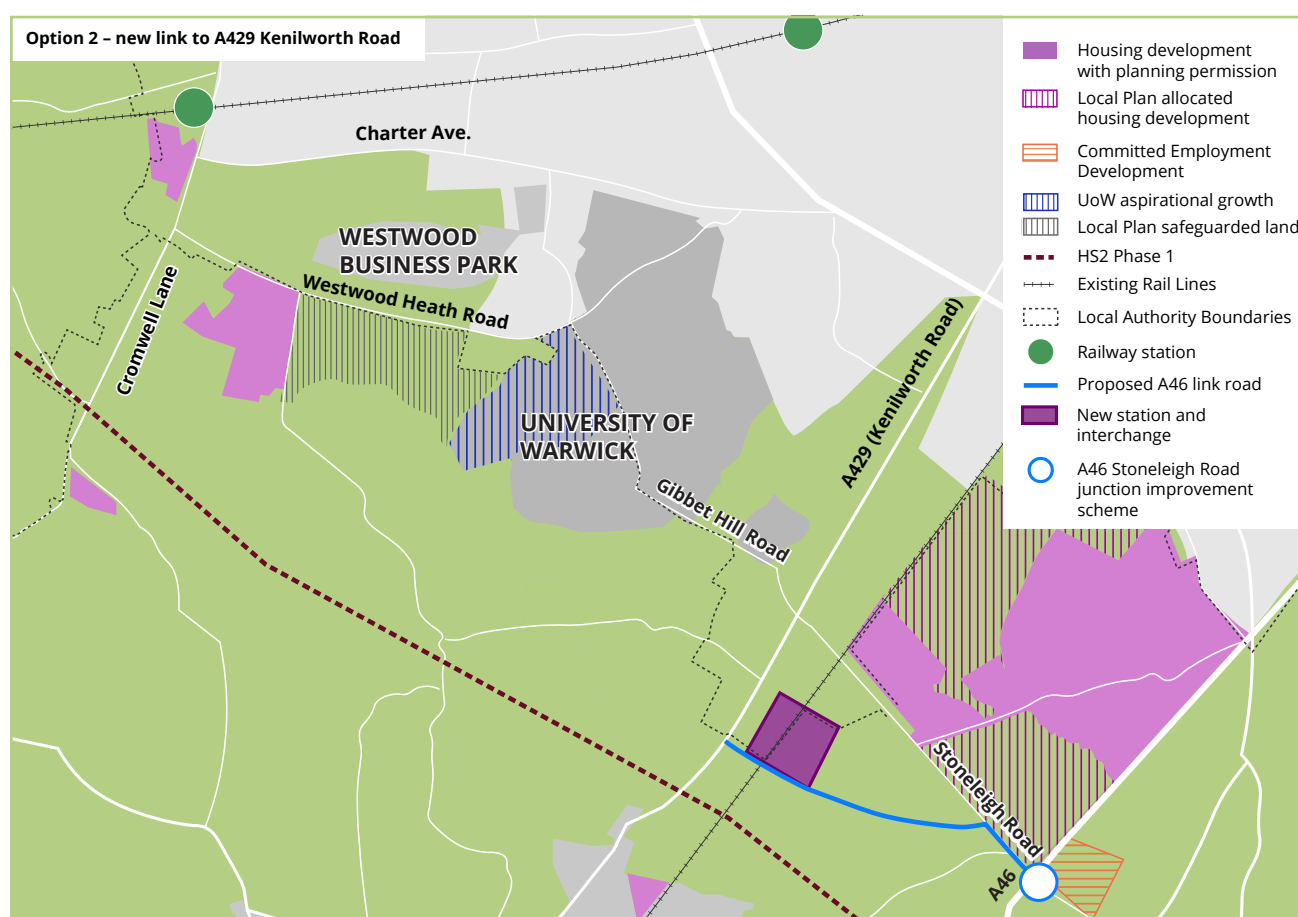 Option 2 – new link to A429 Kenilworth Road
Housing development
with planning permission
Local Plan allocated
housing development
Committed Employment
Development
UoW aspirational growth
Local Plan safeguarded land
HS2 Phase 1
Existing Rail Lines
Local Authority Boundaries
Railway station
Proposed A46 link road
New station and
interchange
A46 Stoneleigh Road
junction improvement
scheme
Charter Ave.
WESTWOOD
BUSINESS PARK
Westwood Heath Road
Cromwell Lane
A429 (Kenilworth Road)
UNIVERSITY OF
WARWICK
Gibbet Hill Road
Stoneleigh Road
A46